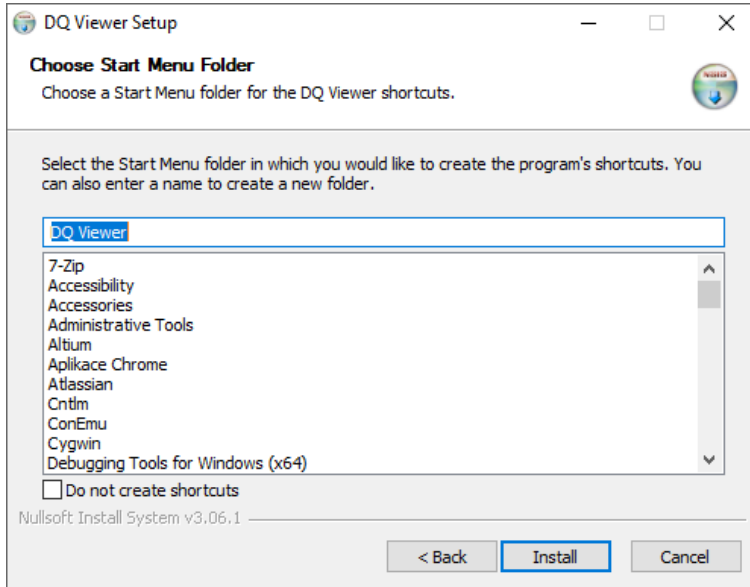 DQ Viewer Setup
Choose Start Menu Folder
Choose a Start Menu folder for the DQ Viewer shortcuts.
Select the Start Menu folder in which you would like to create the program's shortcuts. You
can also enter a name to create a new folder.
DQ Viewer
7-Zip
Accessibility
Accessories
Administrative Tools
Altium
Aplikace Chrome
Atlassian
Cntlm
ConEmu
Cygwin
Debugging Tools for Windows (x64)
Do not create shortcuts
Nullsoft Install System v3.06.1
< Back Install Cancel